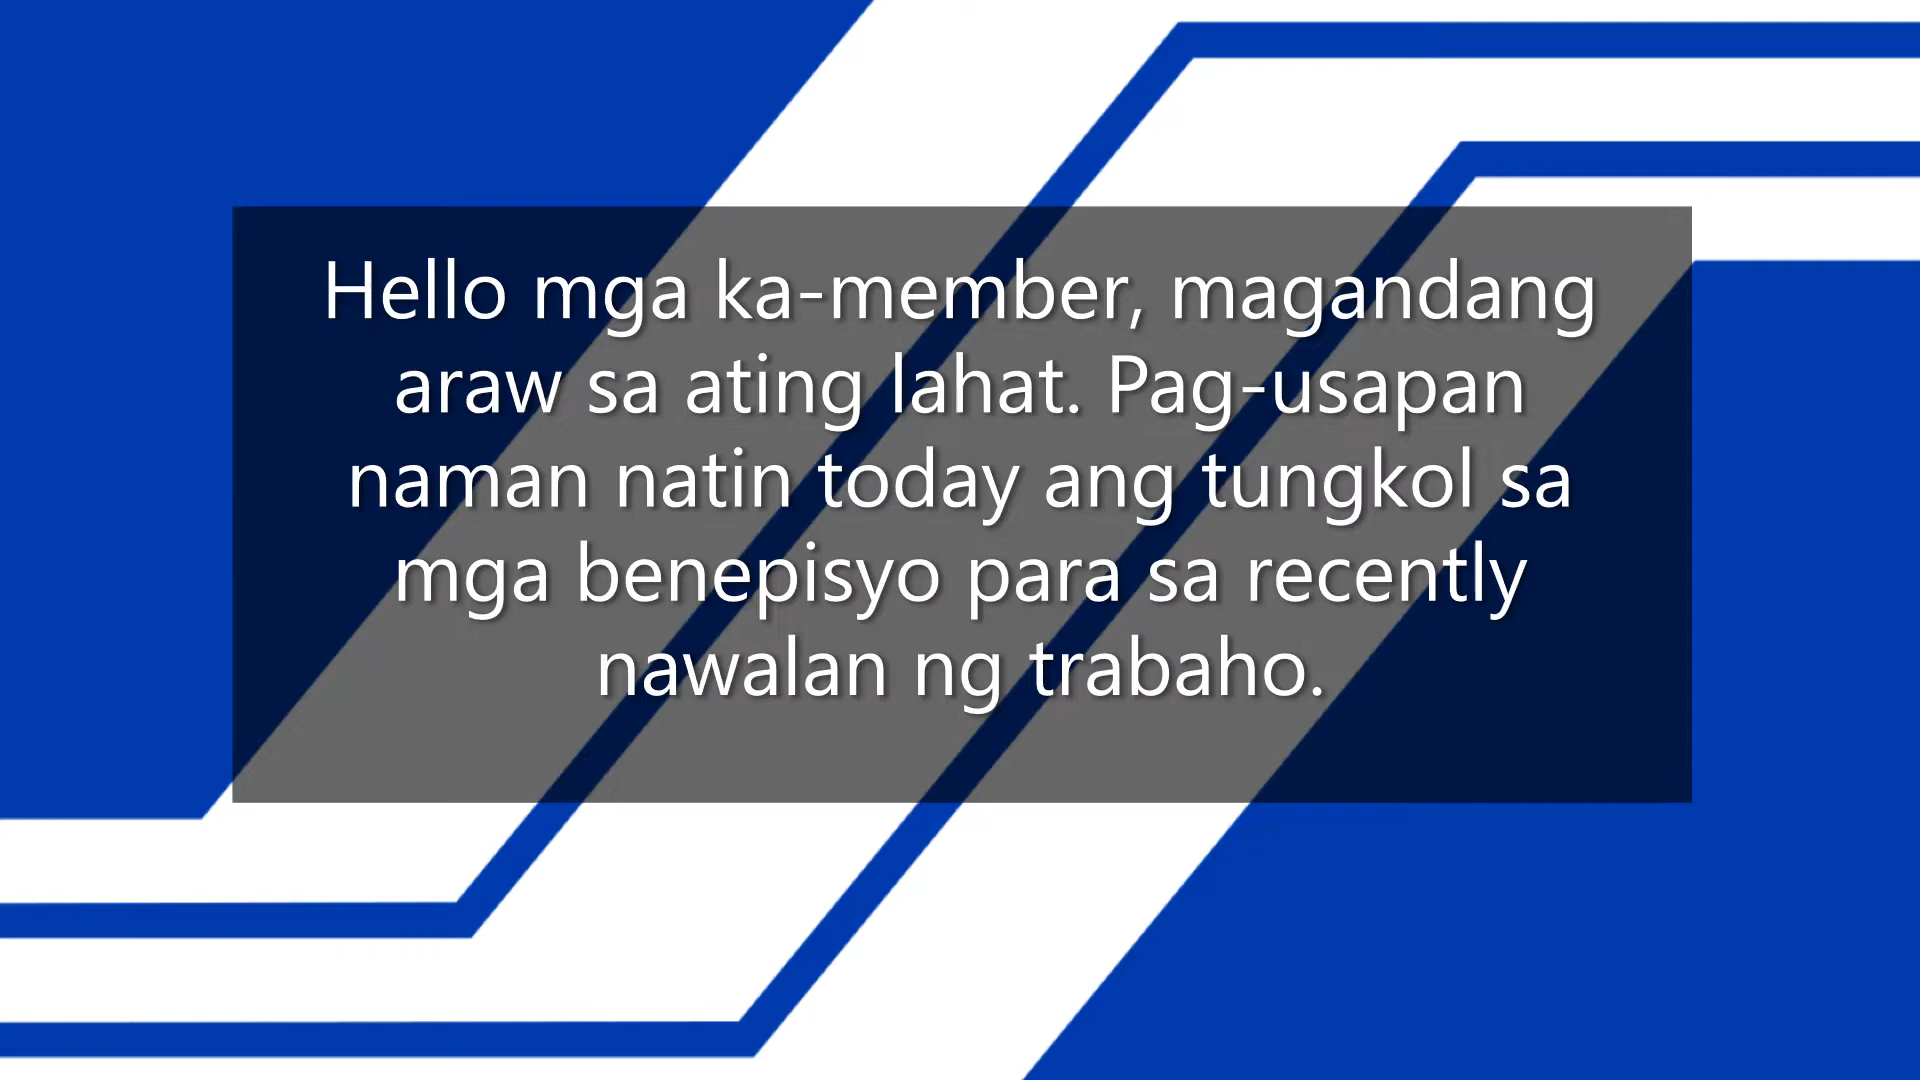 Hello mga ka-member, magandang
araw sa ating lahat. Pag-usapan
naman natin today ang tungkol sa
mga benepisyo para sa recently
nawalan ng trabaho.